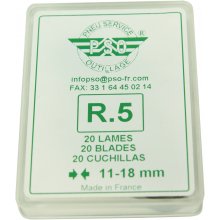 PNEU SERVICE
PSO
OUTILLAGE
infopso@pso-fr.com
FAX: 33 1 64 45 02 14
R.5
20 LAMES
20 BLADES
20 CUCHILLAS
11-18 mm
Made in France